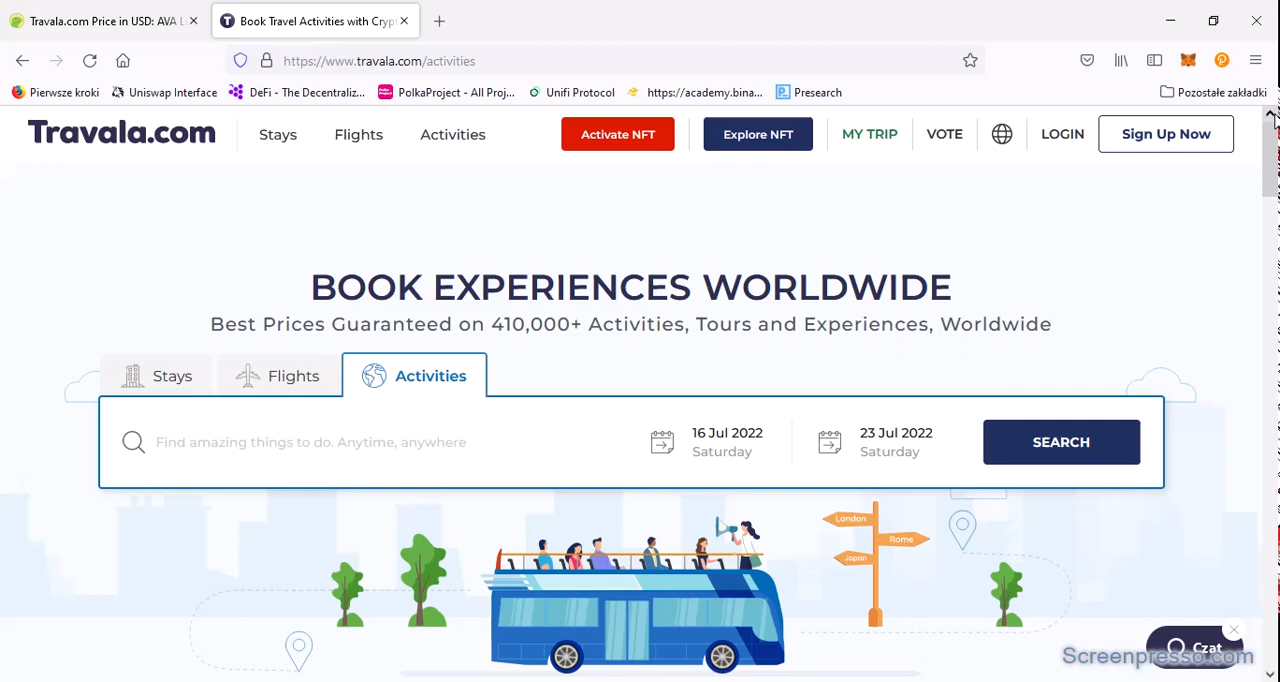 Travala.com Price in USD: AVA L
Book Travel Activities with Crypt
https://www.travala.com/activities
Pierwsze kroki
Uniswap Interface
DeFi - The Decentraliz...
PolkaProject - All Proj...
Unifi Protocol
https://academy.bina...
Presearch
Pozostałe zakładki
Travala.com
Stays
Flights
Activities
Activate NFT
Explore NFT
MY TRIP
VOTE
LOGIN
Sign Up Now
BOOK EXPERIENCES WORLDWIDE
Best Prices Guaranteed on 410,000+ Activities, Tours and Experiences, Worldwide
Stays
Flights
Activities
Find amazing things to do. Anytime, anywhere
16 Jul 2022
Saturday
23 Jul 2022
Saturday
SEARCH
London
Rome
Japan
Czat
Screenpresso.com